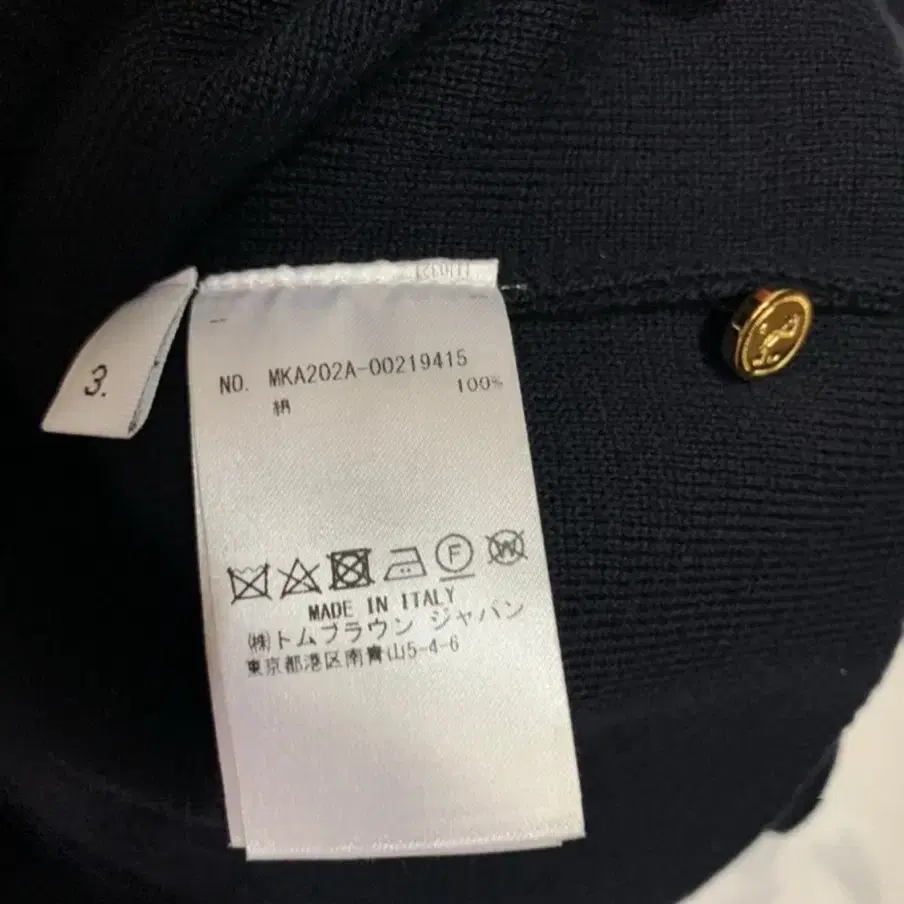 3.
NO. MKA202A-00219415
綿 100%
F W
MADE IN ITALY
㈱トムブラウン ジャパン
東京都港区南青山5-4-6